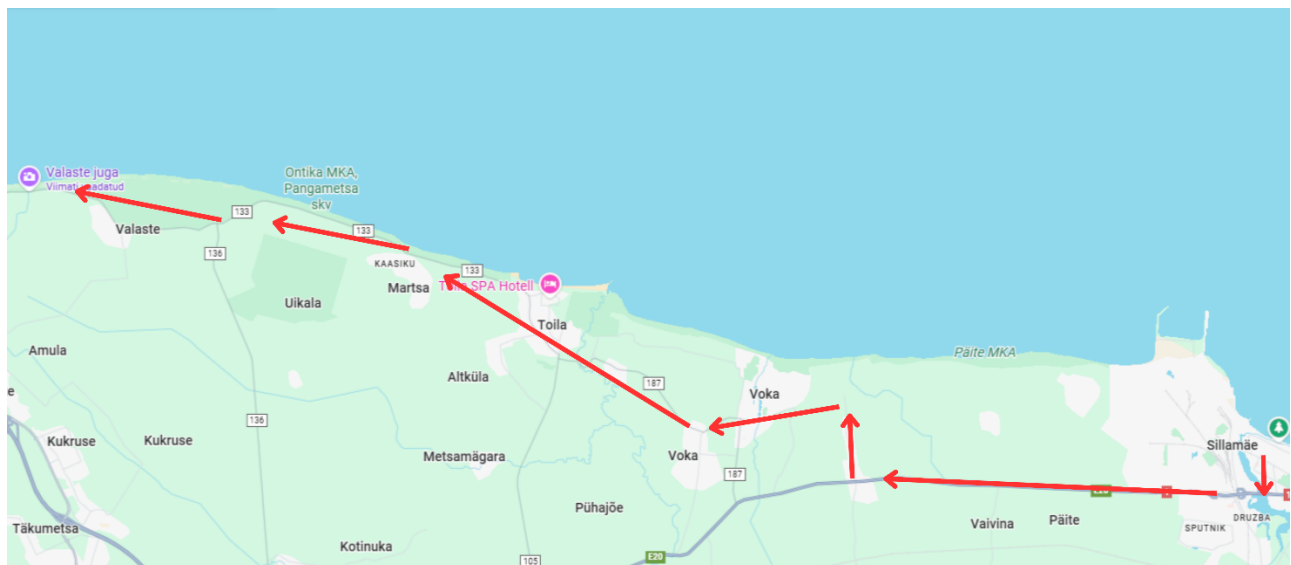 Valaste juga
Viimati vaadatud
Ontika MKA,
Pangametsa
skv
133
Valaste
136
133
KAASIKU
133
Martsa
Toila SPA Hotell
Uikala
Toila
Amula
Päite MKA
Altküla
187
Voka
e
Kukruse
Kukruse
136
Metsamägara
Voka
187
Sillamäe
E20
Pühajõe
Vaivina
Päite
SPUTNIK
DRUZBA
Täkumetsa
Kotinuka
105
E20